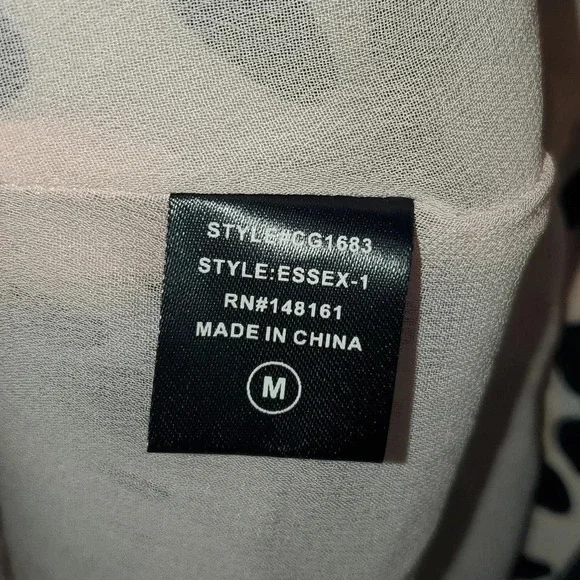 STYLE#CG1683
STYLE:ESSEX-1
RN#148161
MADE IN CHINA
M